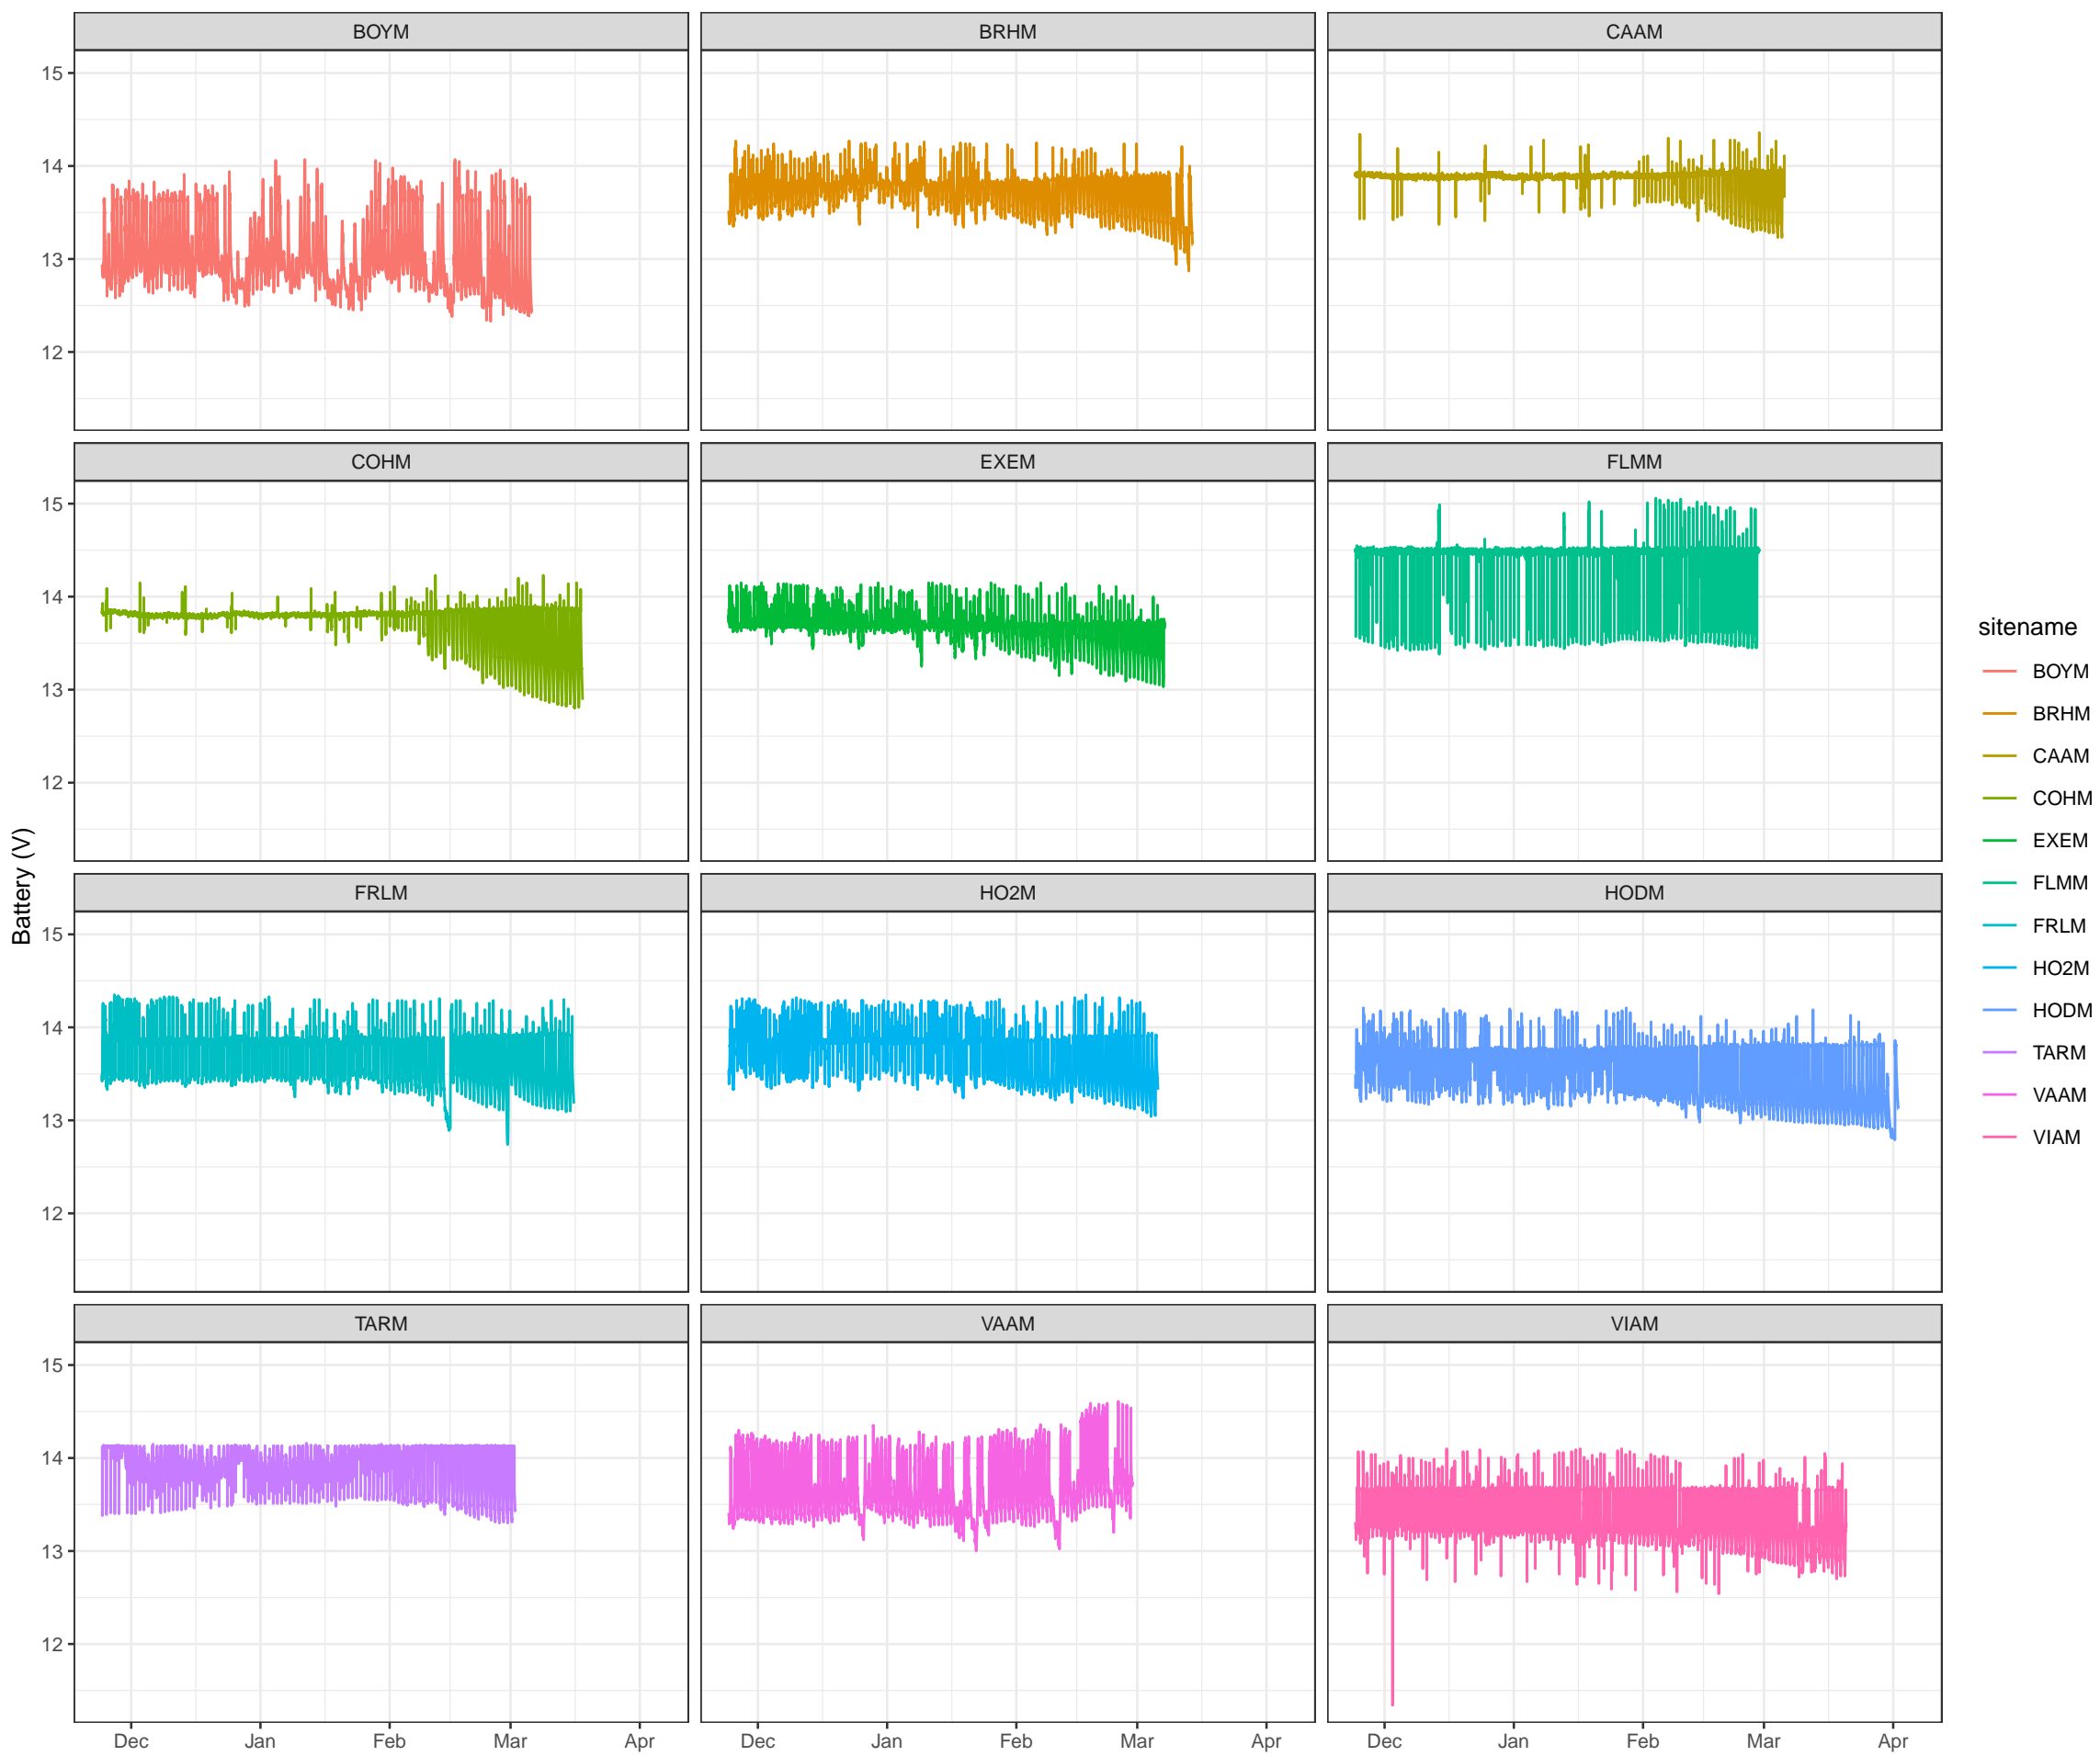 BOYM BRHM CAAM
15
14
13
12
COHM EXEM FLMM
15
14
13
12
FRLM HO2M HODM
15
14
13
12
TARM VAAM VIAM
15
14
13
12
Dec Jan Feb Mar Apr Dec Jan Feb Mar Apr Dec Jan Feb Mar Apr
Battery (V)
sitename
BOYM
BRHM
CAAM
COHM
EXEM
FLMM
FRLM
HO2M
HODM
TARM
VAAM
VIAM